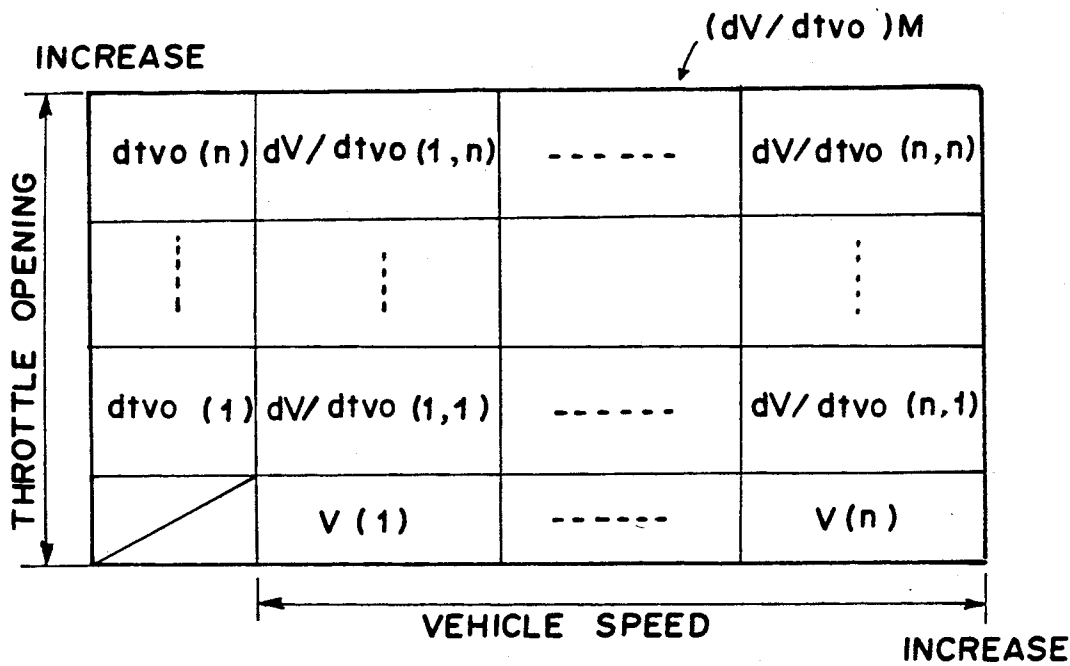 (dV/dtvo)M
INCREASE
THROTTLE OPENING
dtvo (n) dV/dtvo (1,n) ------ dV/dtvo (n,n)
dtvo (1) dV/dtvo (1,1) ------ dV/dtvo (n,1)
V (1) ------ V (n)
VEHICLE SPEED
INCREASE